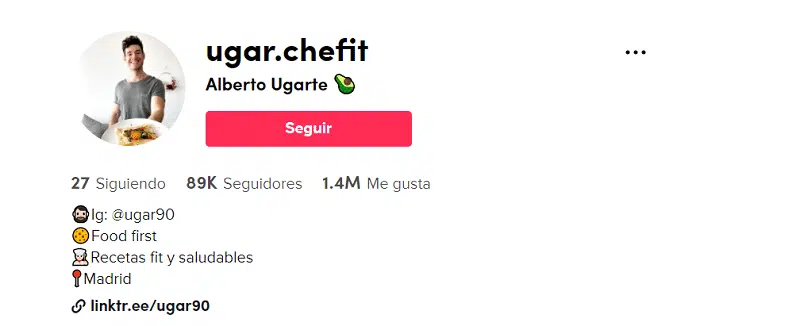 ugar.chefit
Alberto Ugarte 🥑
Seguir
27 Siguiendo 89K Seguidores 1.4M Me gusta
🧔🏻Ig: @ugar90
🍪Food first
👨🏻‍🍳Recetas fit y saludables
📍Madrid
linktr.ee/ugar90